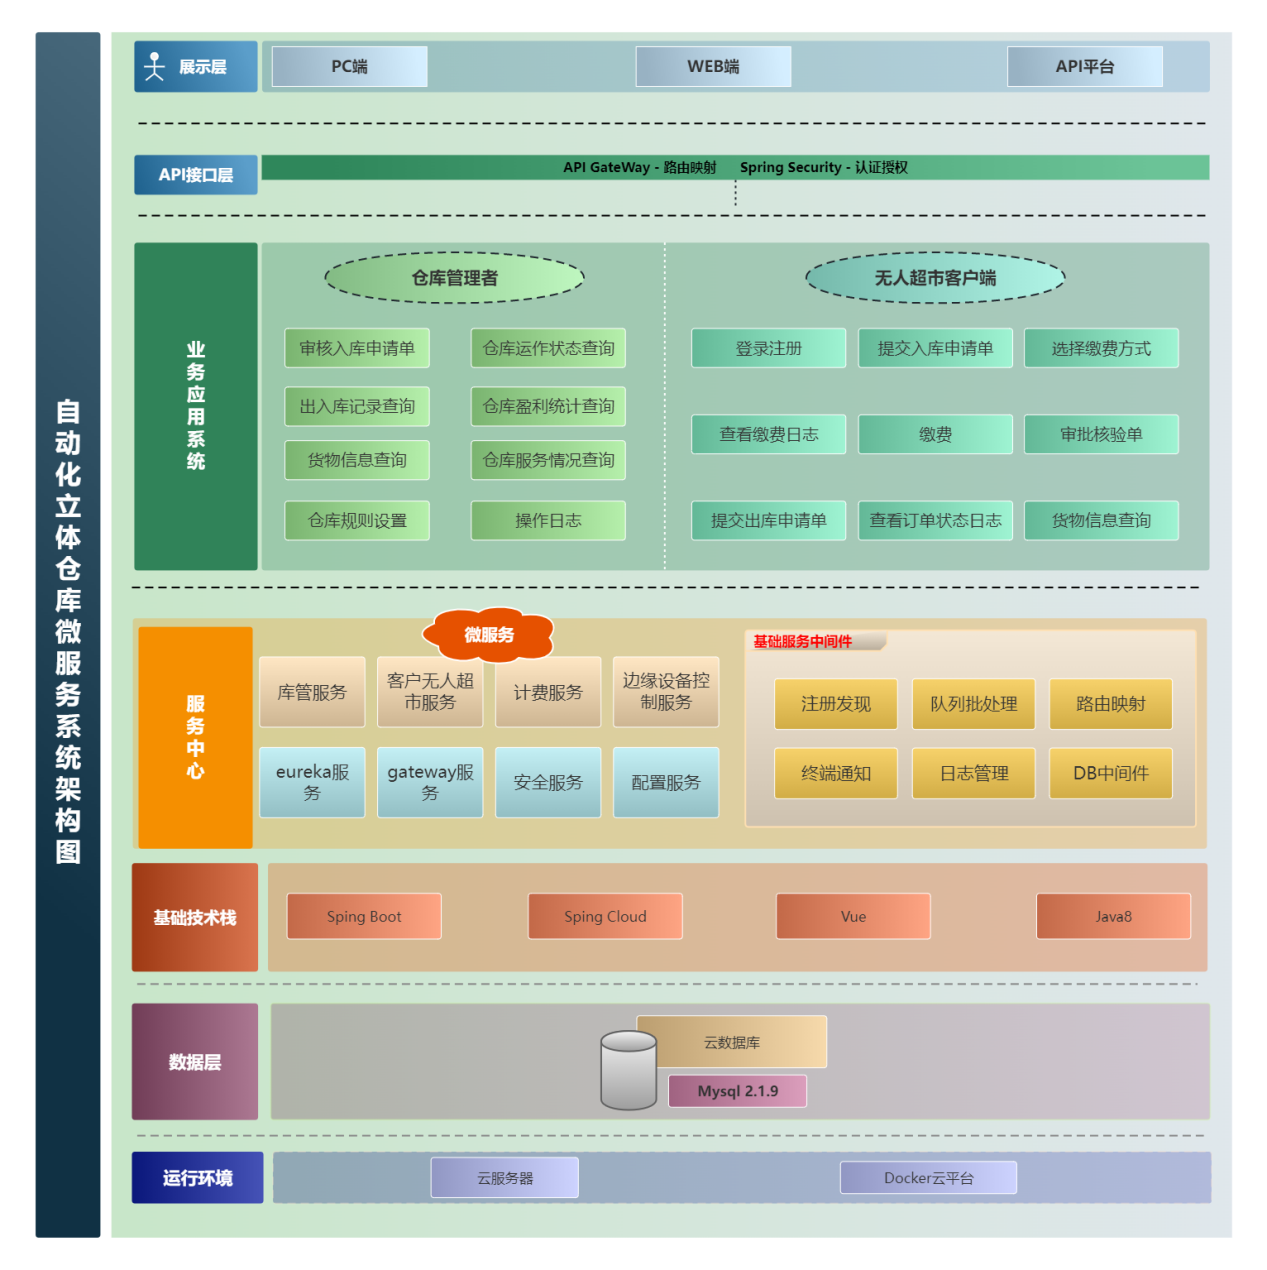 自动化立体仓库微服务系统架构图
展示层
PC端
WEB端
API平台
API接口层
API GateWay - 路由映射
Spring Security - 认证授权
业务应用系统
仓库管理者
审核入库申请单
仓库运作状态查询
出入库记录查询
仓库盈利统计查询
货物信息查询
仓库服务情况查询
仓库规则设置
操作日志
无人超市客户端
登录注册
提交入库申请单
选择缴费方式
查看缴费日志
缴费
审批核验单
提交出库申请单
查看订单状态日志
货物信息查询
服务中心
微服务
库管服务
客户无人超
市服务
计费服务
边缘设备控
制服务
eureka服
务
gateway服
务
安全服务
配置服务
基础服务中间件
注册发现
队列批处理
路由映射
终端通知
日志管理
DB中间件
基础技术栈
Sping Boot
Sping Cloud
Vue
Java8
数据层
云数据库
Mysql 2.1.9
运行环境
云服务器
Docker云平台